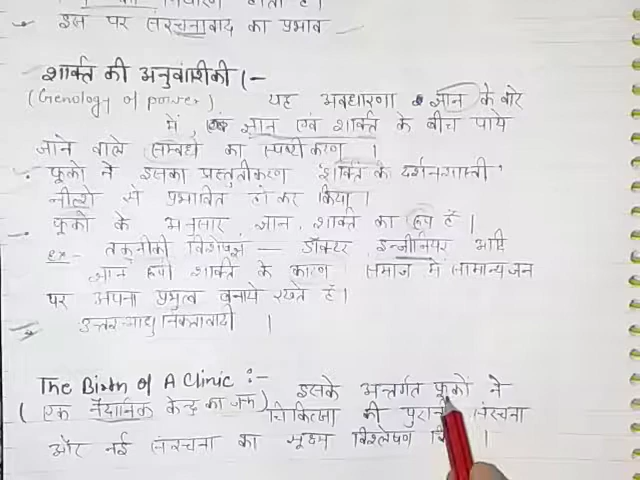 इस पर संरचनावाद का प्रभाव
शक्ति की अनुवांशिकी (:-
(Genology of power) यह अवधारणा ज्ञान के बारे
में, एवं ज्ञान एवं शक्ति के बीच पाये
जाने वाले सम्बंधों का स्पष्टीकरण ।
फूको ने इसका प्रस्तुतीकरण शक्ति के दर्शनशास्त्री
नीत्शे से प्रभावित होकर किया।
फूको के अनुसार, ज्ञान, शक्ति का रूप है।
ex:- तकनीकी विशेषज्ञ — डॉक्टर, इन्जीनियर आदि
ज्ञान रूपी शक्ति के कारण समाज में सामान्यजन
पर अपना प्रभुत्व बनाये रखते हैं।
उत्तर-आधुनिकतावादी ।
The Birth of A Clinic :- इसके अन्तर्गत फूको ने
(एक नैदानिक केन्द्र का जन्म) चिकित्सा की पुरानी संरचना
और नई संरचना का सूक्ष्म विश्लेषण ।